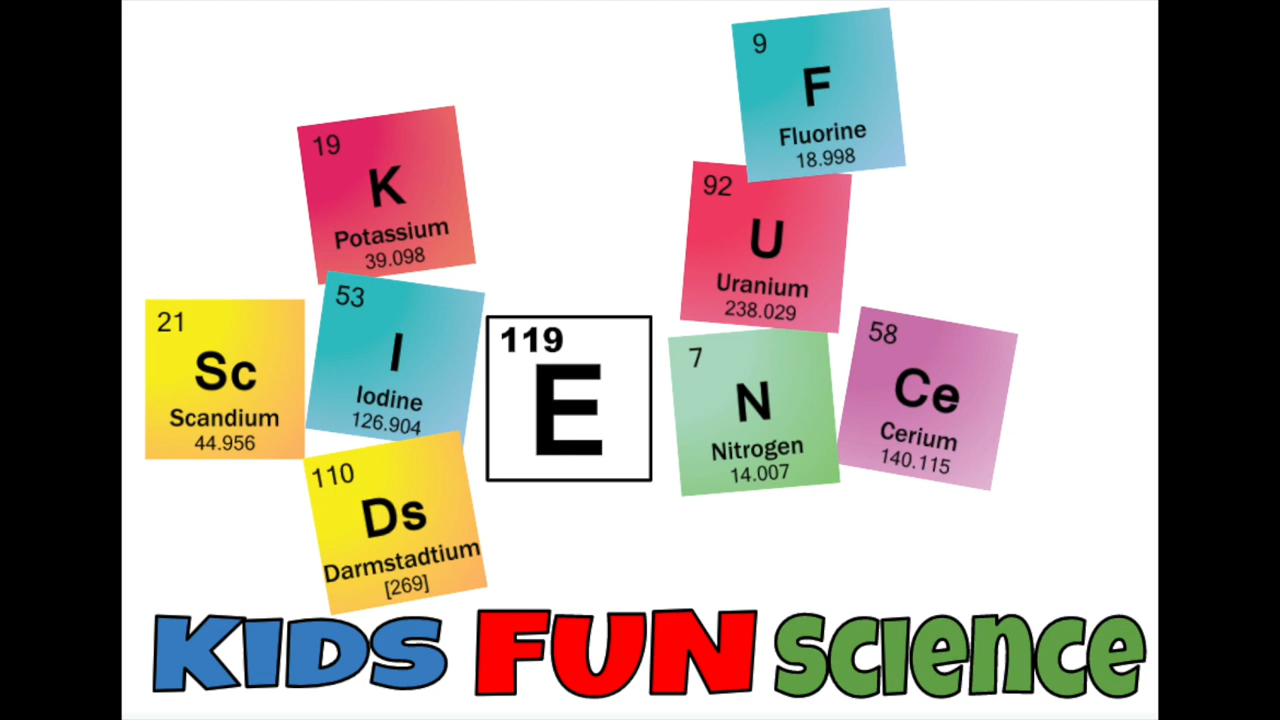 9
F
Fluorine
18.998
19
K
Potassium
39.098
92
U
Uranium
238.029
21
Sc
Scandium
44.956
53
I
Iodine
126.904
119
E
7
N
Nitrogen
14.007
58
Ce
Cerium
140.115
110
Ds
Darmstadtium
[269]
KIDS FUN SCIENCE